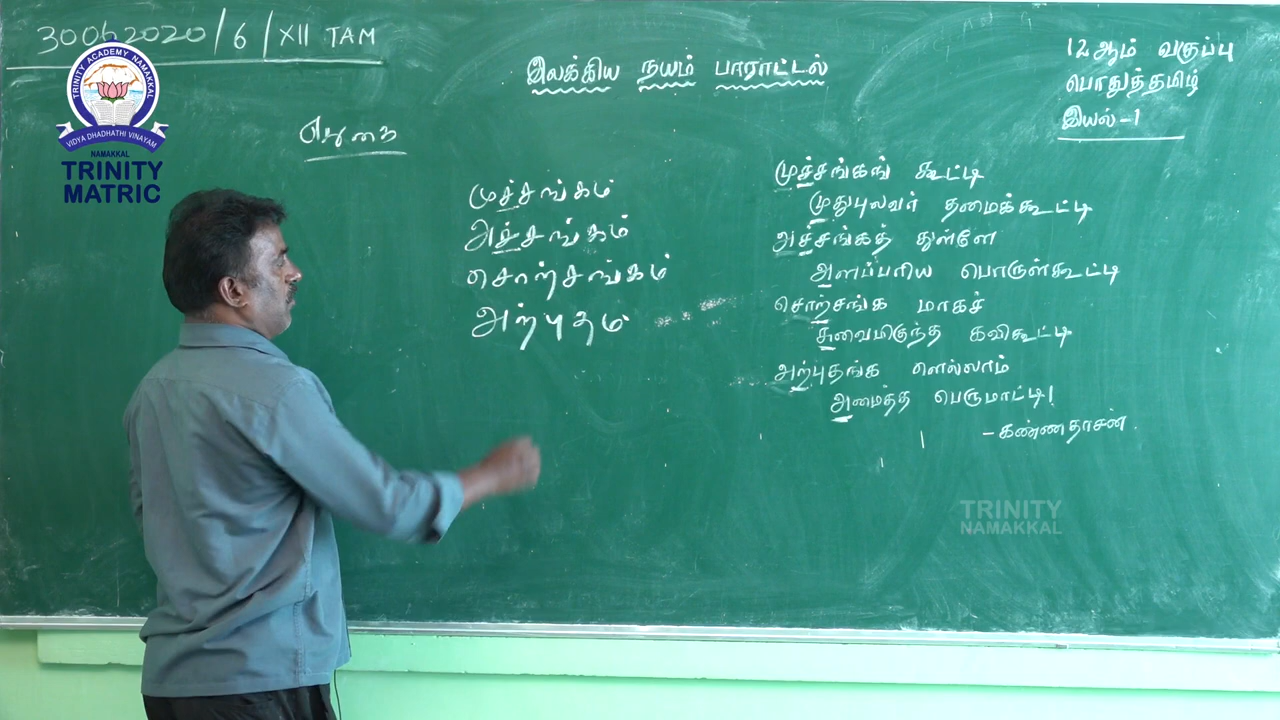 30062020/6/XII TAM
TRINITY ACADEMY NAMAKKAL
VIDYA DHADHATHI VINAYAM
NAMAKKAL
TRINITY
MATRIC
இலக்கிய நயம் பாராட்டல்
12ஆம் வகுப்பு
பொதுத்தமிழ்
இயல்-1
எதுகை
முச்சங்கம்
அச்சங்கம்
சொற்சங்கம்
அற்புதம்
முச்சங்கங் கூட்டி
முதுபுலவர் தமைக்கூட்டி
அச்சங்கத் துள்ளே
அளப்பரிய பொருள்கூட்டி
சொற்சங்க மாகச்
சுவைமிகுந்த கவிகூட்டி
அற்புதங்க ளெல்லாம்
அமைத்த பெருமாட்டி!
-கண்ணதாசன்.
TRINITY
NAMAKKAL